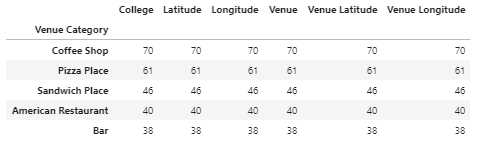 College Latitude Longitude Venue Venue Latitude Venue Longitude
Venue Category
Coffee Shop 70 70 70 70 70 70
Pizza Place 61 61 61 61 61 61
Sandwich Place 46 46 46 46 46 46
American Restaurant 40 40 40 40 40 40
Bar 38 38 38 38 38 38